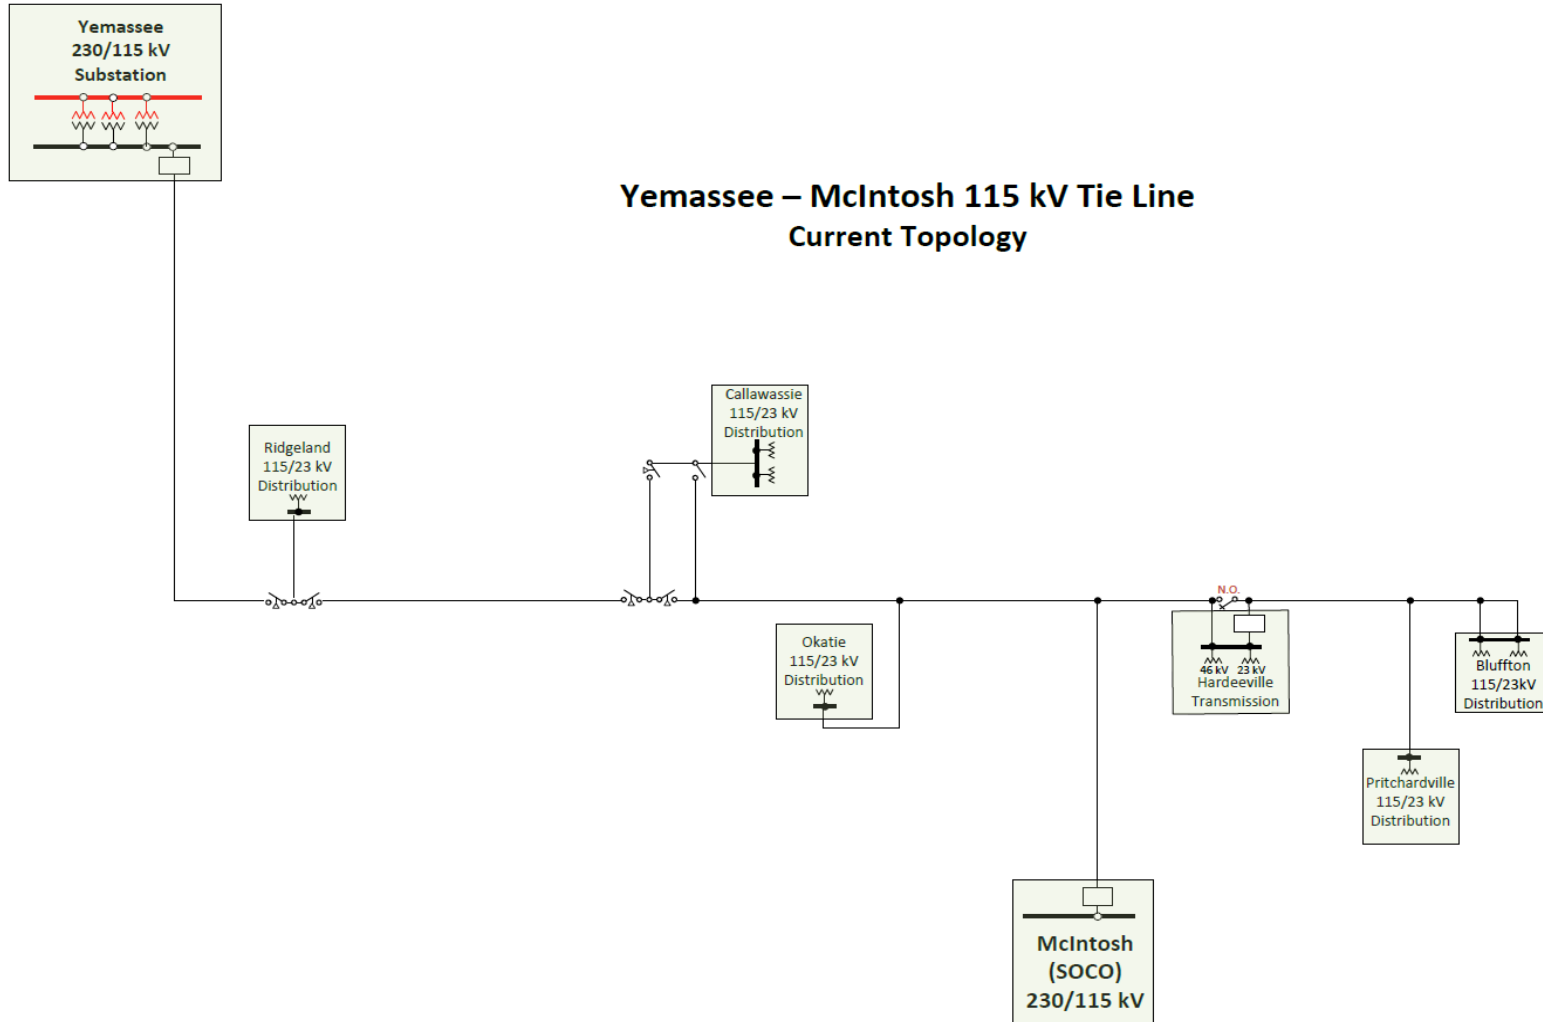 Yemassee
230/115 kV
Substation
Yemassee – McIntosh 115 kV Tie Line
Current Topology
Callawassie
115/23 kV
Distribution
Ridgeland
115/23 kV
Distribution
N.O.
Okatie
115/23 kV
Distribution
46 kV 23 kV
Hardeeville
Transmission
Bluffton
115/23kV
Distribution
Pritchardville
115/23 kV
Distribution
McIntosh
(SOCO)
230/115 kV